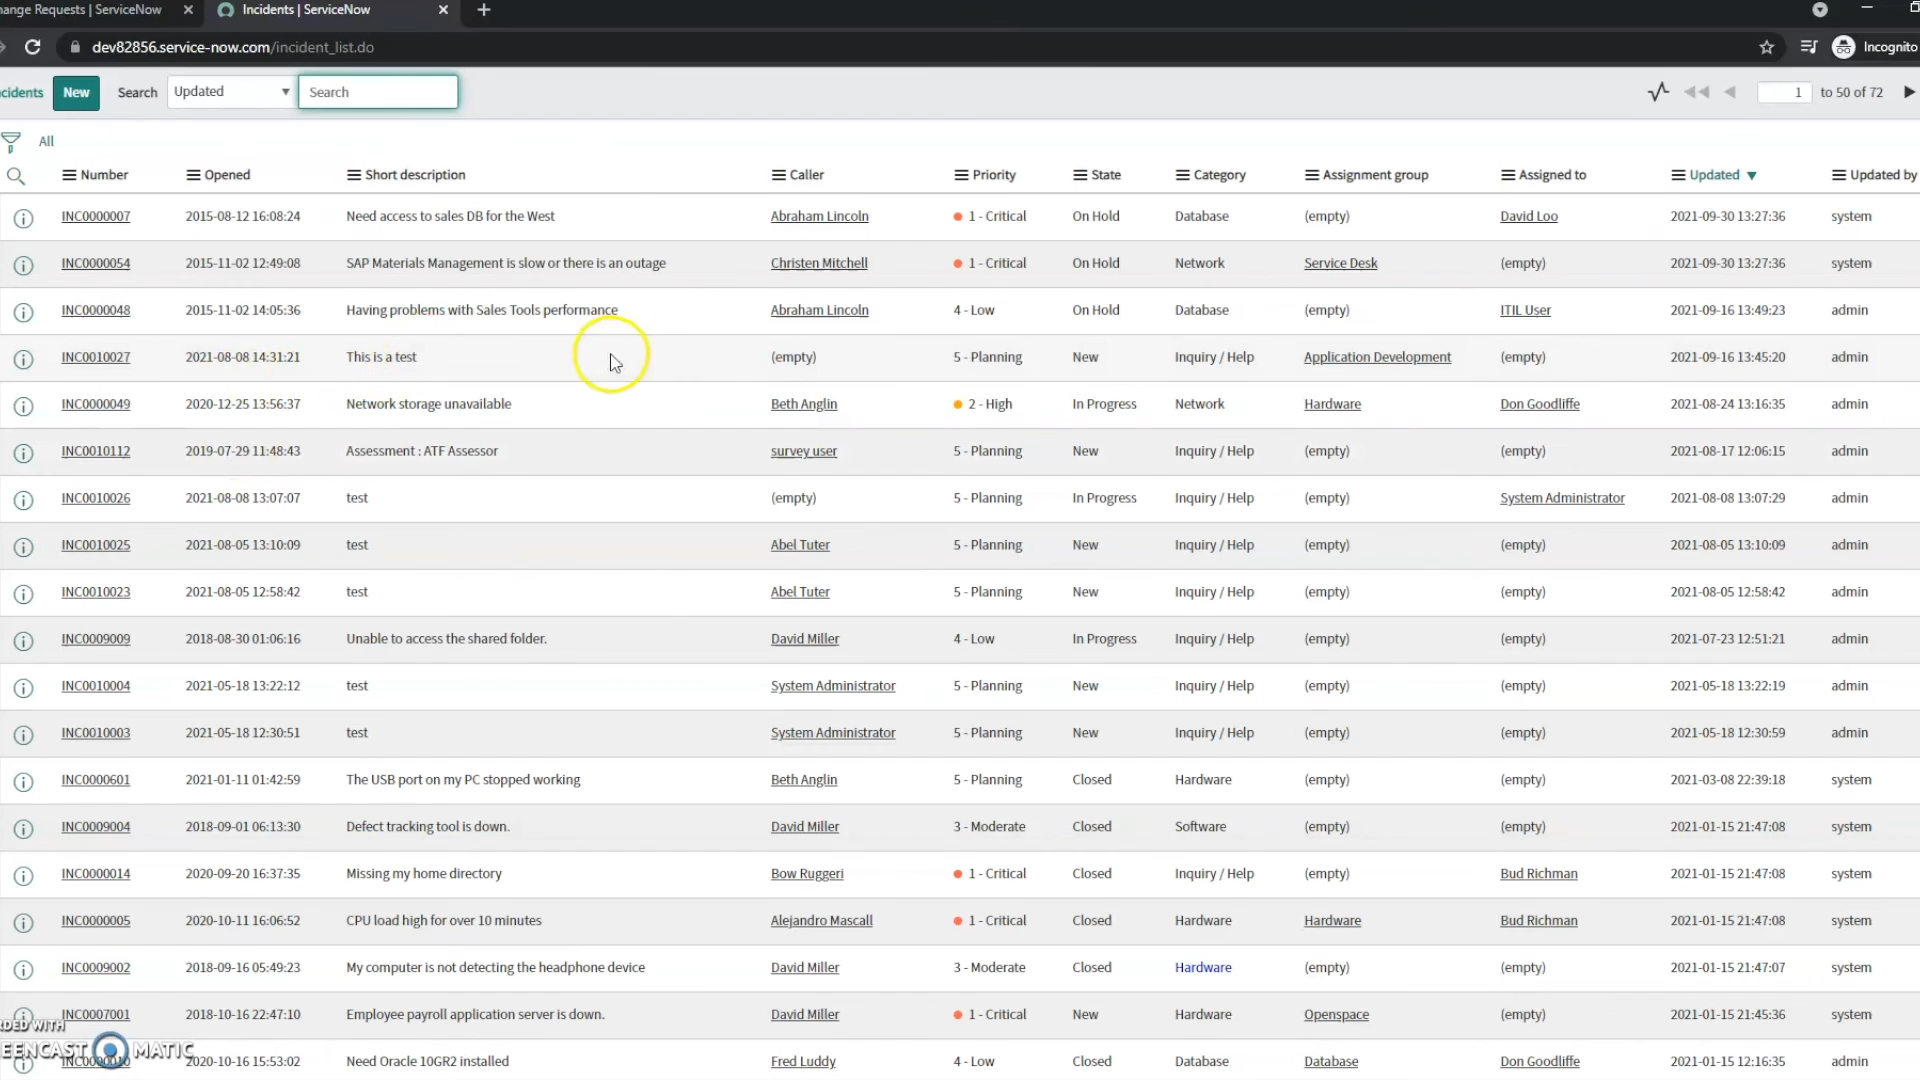 ange Requests | ServiceNow Incidents | ServiceNow
dev82856.service-now.com/incident_list.do Incognito
cidents New Search Updated Search 1 to 50 of 72
All
Number Opened Short description Caller Priority State Category Assignment group Assigned to Updated Updated by
INC0000007 2015-08-12 16:08:24 Need access to sales DB for the West Abraham Lincoln 1 - Critical On Hold Database (empty) David Loo 2021-09-30 13:27:36 system
INC0000054 2015-11-02 12:49:08 SAP Materials Management is slow or there is an outage Christen Mitchell 1 - Critical On Hold Network Service Desk (empty) 2021-09-30 13:27:36 system
INC0000048 2015-11-02 14:05:36 Having problems with Sales Tools performance Abraham Lincoln 4 - Low On Hold Database (empty) ITIL User 2021-09-16 13:49:23 admin
INC0010027 2021-08-08 14:31:21 This is a test (empty) 5 - Planning New Inquiry / Help Application Development (empty) 2021-09-16 13:45:20 admin
INC0000049 2020-12-25 13:56:37 Network storage unavailable Beth Anglin 2 - High In Progress Network Hardware Don Goodliffe 2021-08-24 13:16:35 admin
INC0010112 2019-07-29 11:48:43 Assessment : ATF Assessor survey user 5 - Planning New Inquiry / Help (empty) (empty) 2021-08-17 12:06:15 admin
INC0010026 2021-08-08 13:07:07 test (empty) 5 - Planning In Progress Inquiry / Help (empty) System Administrator 2021-08-08 13:07:29 admin
INC0010025 2021-08-05 13:10:09 test Abel Tuter 5 - Planning New Inquiry / Help (empty) (empty) 2021-08-05 13:10:09 admin
INC0010023 2021-08-05 12:58:42 test Abel Tuter 5 - Planning New Inquiry / Help (empty) (empty) 2021-08-05 12:58:42 admin
INC0009009 2018-08-30 01:06:16 Unable to access the shared folder. David Miller 4 - Low In Progress Inquiry / Help (empty) (empty) 2021-07-23 12:51:21 admin
INC0010004 2021-05-18 13:22:12 test System Administrator 5 - Planning New Inquiry / Help (empty) (empty) 2021-05-18 13:22:19 admin
INC0010003 2021-05-18 12:30:51 test System Administrator 5 - Planning New Inquiry / Help (empty) (empty) 2021-05-18 12:30:59 admin
INC0000601 2021-01-11 01:42:59 The USB port on my PC stopped working Beth Anglin 5 - Planning Closed Hardware (empty) (empty) 2021-03-08 22:39:18 system
INC0009004 2018-09-01 06:13:30 Defect tracking tool is down. David Miller 3 - Moderate Closed Software (empty) (empty) 2021-01-15 21:47:08 system
INC0000014 2020-09-20 16:37:35 Missing my home directory Bow Ruggeri 1 - Critical Closed Inquiry / Help (empty) Bud Richman 2021-01-15 21:47:08 system
INC0000005 2020-10-11 16:06:52 CPU load high for over 10 minutes Alejandro Mascall 1 - Critical Closed Hardware Hardware Bud Richman 2021-01-15 21:47:08 system
INC0009002 2018-09-16 05:49:23 My computer is not detecting the headphone device David Miller 3 - Moderate Closed Hardware (empty) (empty) 2021-01-15 21:47:07 system
INC0007001 2018-10-16 22:47:10 Employee payroll application server is down. David Miller 1 - Critical New Hardware Openspace (empty) 2021-01-15 21:45:36 system
RDED WITH
EENCAST MATIC
2020-10-16 15:53:02 Need Oracle 10GR2 installed Fred Luddy 4 - Low Closed Database Database Don Goodliffe 2021-01-15 12:16:35 admin